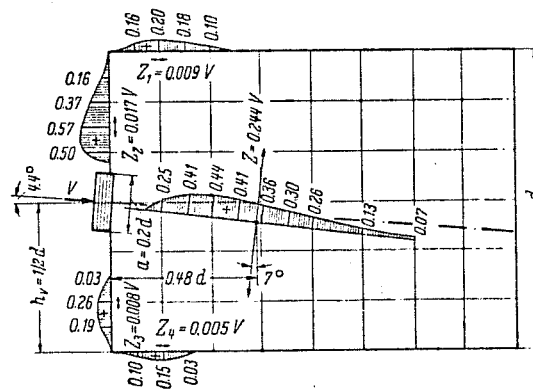 0.16 0.20 0.18 0.10
Z₁=0.009 V
0.16
0.37
0.57
0.50
Z₂=0.017 V
Z=0.244 V
4.4°
V
0.25 0.41 0.44 0.41 0.36 0.30 0.26 0.13 0.07
a=0.2d
h_V=1/2d
0.48 d
7°
0.03
0.26
0.19
Z₃=0.008 V
Z₄=0.005 V
0.10 0.15 0.03